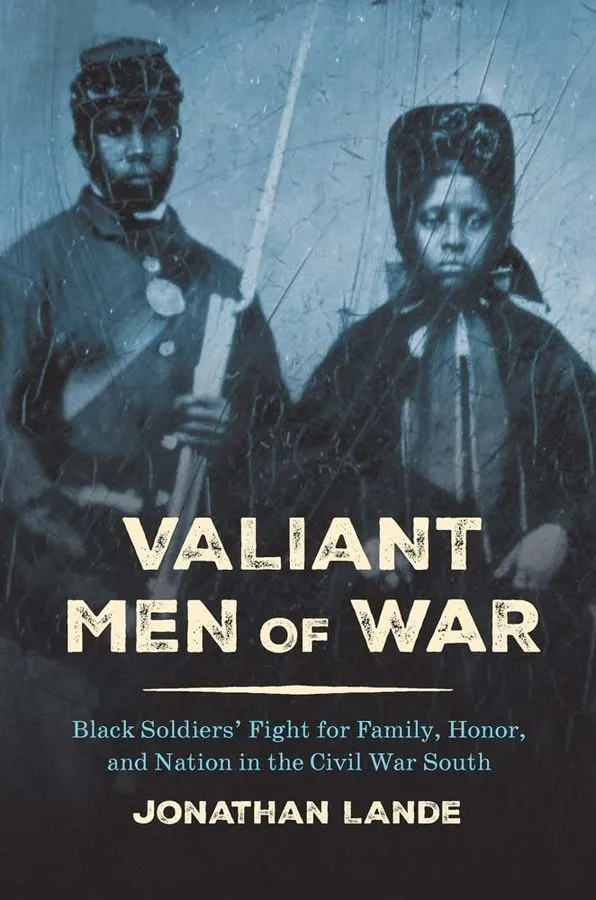 VALIANT
MEN OF WAR
Black Soldiers’ Fight for Family, Honor,
and Nation in the Civil War South
JONATHAN LANDE